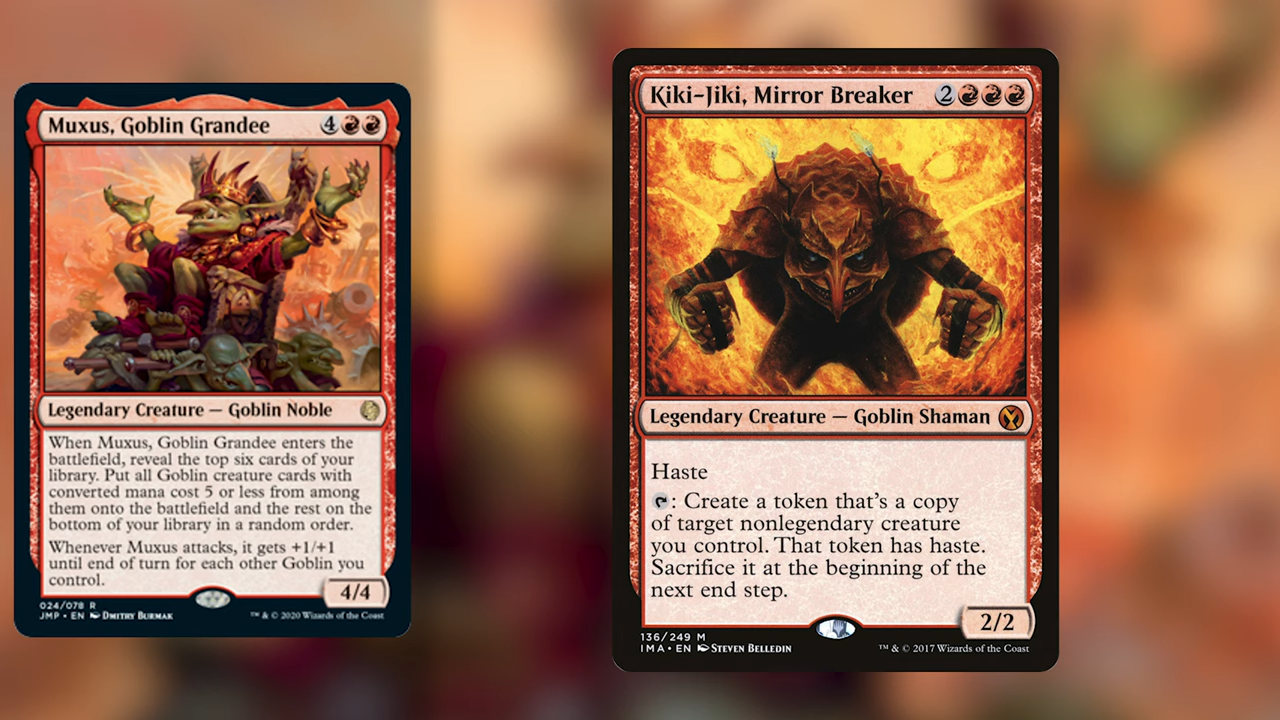 Muxus, Goblin Grandee 4
Legendary Creature — Goblin Noble
When Muxus, Goblin Grandee enters the
battlefield, reveal the top six cards of your
library. Put all Goblin creature cards with
converted mana cost 5 or less from among
them onto the battlefield and the rest on the
bottom of your library in a random order.
Whenever Muxus attacks, it gets +1/+1
until end of turn for each other Goblin you
control.
4/4
024/078 R
JMP • EN Dmitry Burmak
™ & © 2020 Wizards of the Coast
Kiki-Jiki, Mirror Breaker 2
Legendary Creature — Goblin Shaman
Haste
: Create a token that's a copy
of target nonlegendary creature
you control. That token has haste.
Sacrifice it at the beginning of the
next end step.
2/2
136/249 M
IMA • EN Steven Belledin
™ & © 2017 Wizards of the Coast